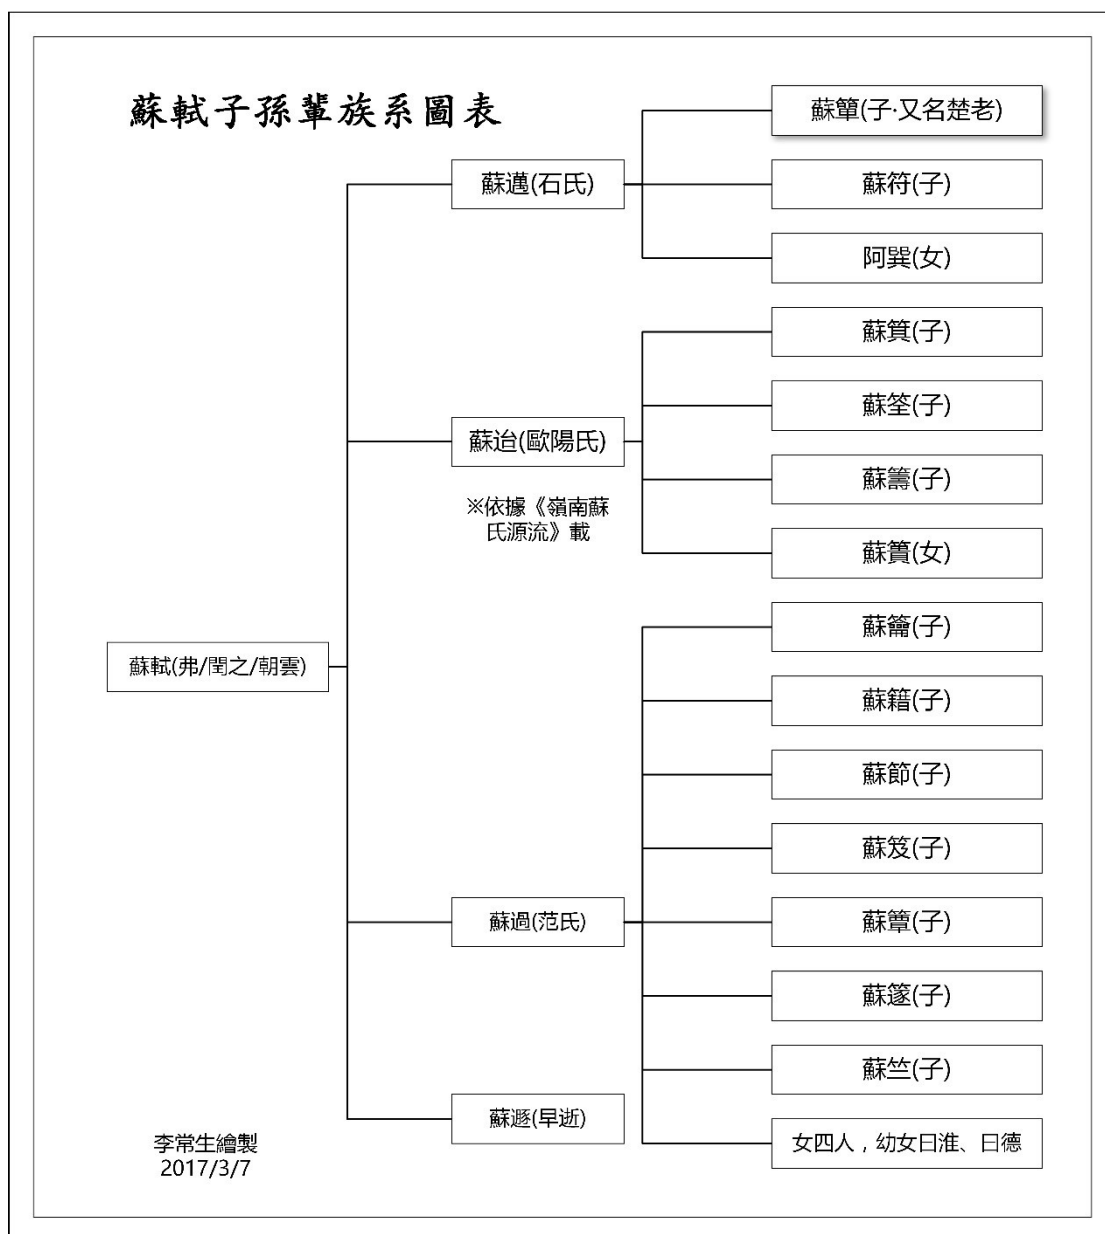 蘇軾子孫輩族系圖表
蘇簞(子·又名楚老)
蘇邁(石氏)
蘇符(子)
阿巽(女)
蘇箕(子)
蘇筌(子)
蘇迨(歐陽氏)
蘇籌(子)
※依據《嶺南蘇
氏源流》載
蘇簣(女)
蘇籥(子)
蘇軾(弗/閏之/朝雲)
蘇籍(子)
蘇節(子)
蘇笈(子)
蘇過(范氏)
蘇簟(子)
蘇篴(子)
蘇竺(子)
蘇遯(早逝)
女四人，幼女曰淮、曰德
李常生繪製
2017/3/7